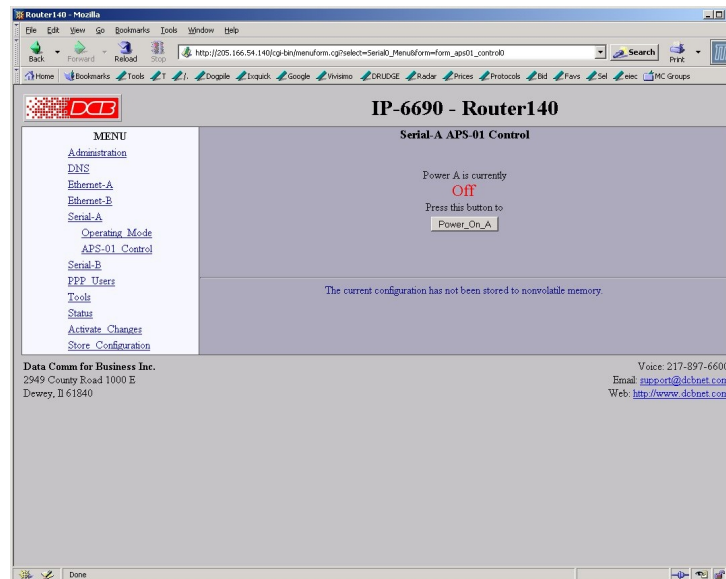 Router140 - Mozilla
File Edit View Go Bookmarks Tools Window Help
Back Forward Reload Stop http://205.166.54.140/cgi-bin/menuform.cgi?select=Serial0_Menu&form=form_aps01_control0 Search Print
Home Bookmarks Tools T /. Dogpile Ixquick Google Vivisimo DRUDGE Radar Prices Protocols Bid Favs Sel eiec MC Groups
DCB
IP-6690 - Router140
MENU
Administration
DNS
Ethernet-A
Ethernet-B
Serial-A
Operating Mode
APS-01 Control
Serial-B
PPP Users
Tools
Status
Activate Changes
Store Configuration
Serial-A APS-01 Control
Power A is currently
Off
Press this button to
Power_On_A
The current configuration has not been stored to nonvolatile memory.
Data Comm for Business Inc.
2949 County Road 1000 E
Dewey, Il 61840
Voice: 217-897-6600
Email: support@dcbnet.com
Web: http://www.dcbnet.com
Done